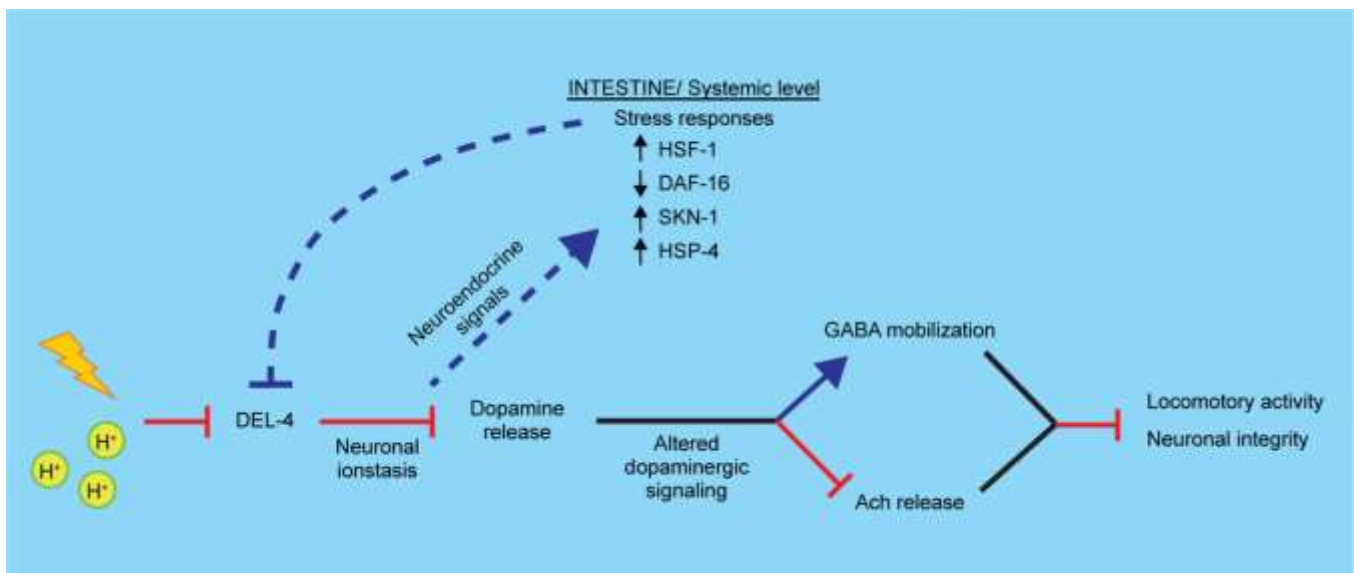 INTESTINE/ Systemic level
Stress responses
↑ HSF-1
↓ DAF-16
↑ SKN-1
↑ HSP-4
Neuroendocrine
signals
GABA mobilization
H⁺
H⁺
H⁺
DEL-4
Neuronal
ionstasis
Dopamine
release
Altered
dopaminergic
signaling
Ach release
Locomotory activity
Neuronal integrity